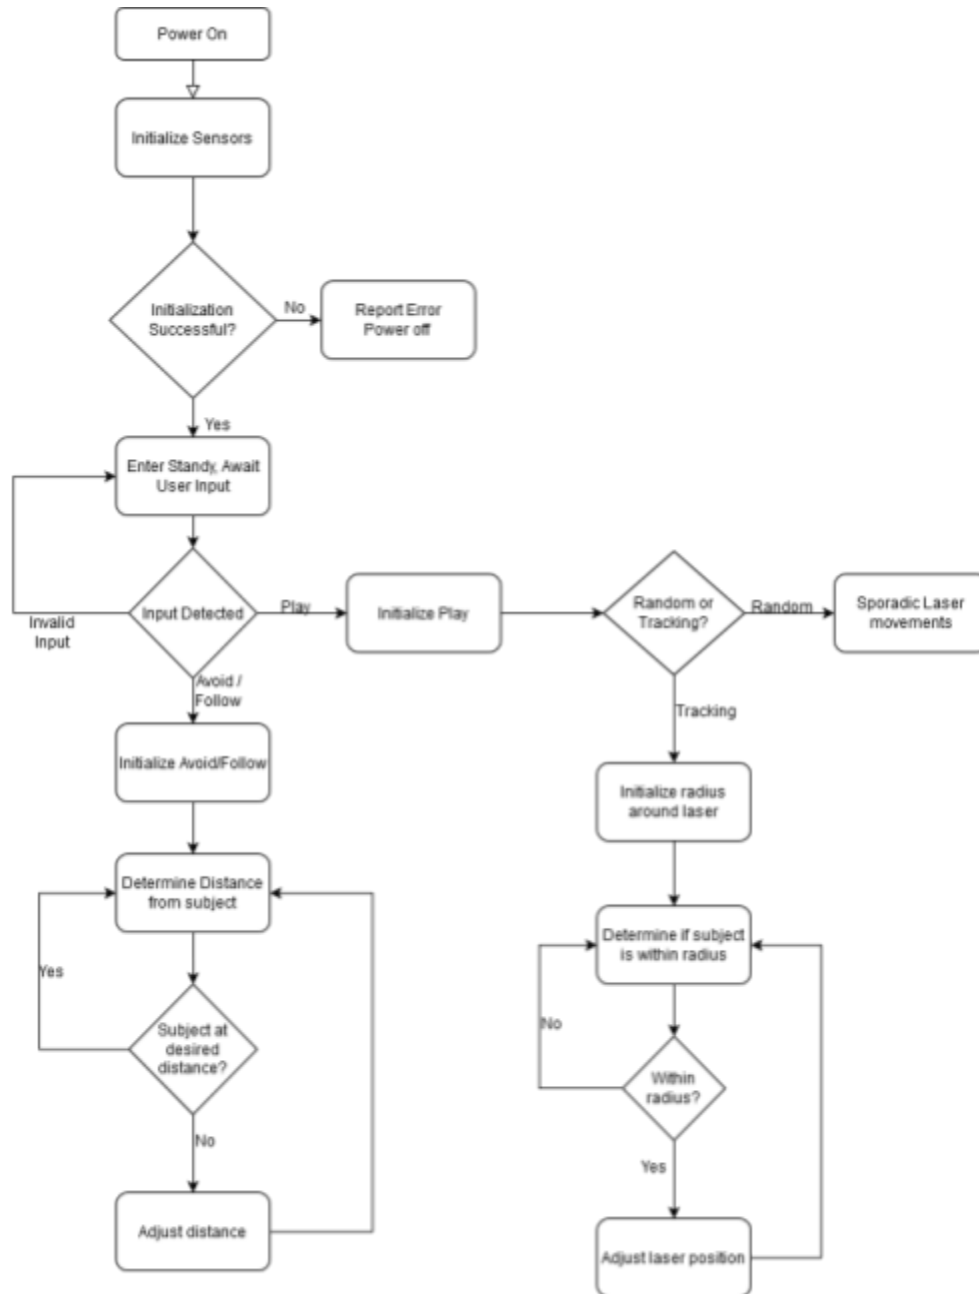 Power On
Initialize Sensors
Initialization
Successful?
No
Report Error
Power off
Yes
Enter Standy, Await
User Input
Input Detected
Invalid
Input
Play
Initialize Play
Random or
Tracking?
Random
Sporadic Laser
movements
Avoid /
Follow
Tracking
Initialize Avoid/Follow
Initialize radius
around laser
Determine Distance
from subject
Determine if subject
is within radius
Yes
Subject at
desired
distance?
No
Within
radius?
No
Yes
Adjust distance
Adjust laser position